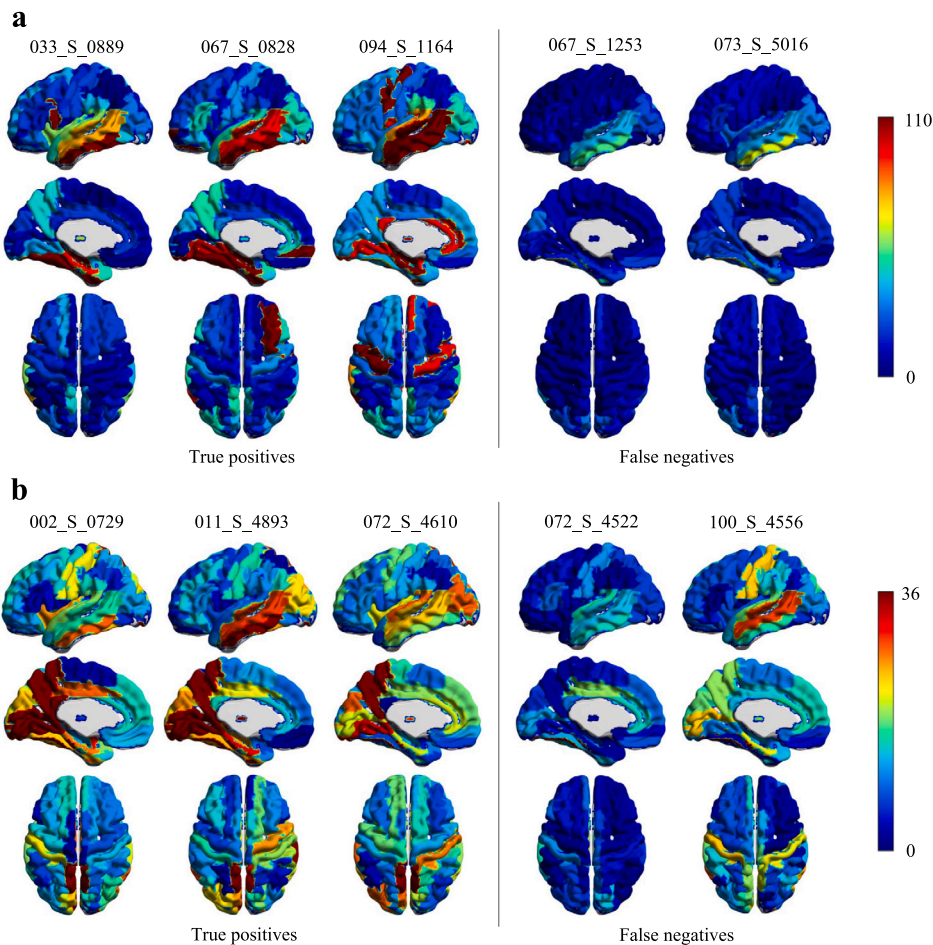 a
033_S_0889 067_S_0828 094_S_1164 067_S_1253 073_S_5016
110
0
True positives False negatives
b
002_S_0729 011_S_4893 072_S_4610 072_S_4522 100_S_4556
36
0
True positives False negatives